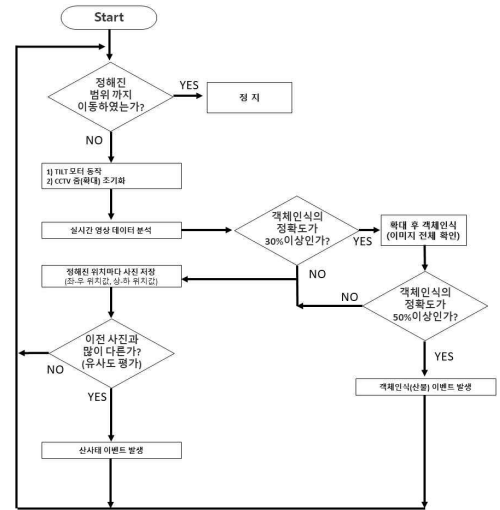 Start
정해진
범위 까지
이동하였는가?
YES
정 지
NO
1) TILT 모터 동작
2) CCTV 줌(확대) 초기화
실시간 영상 데이터 분석
객체인식의
정확도가
30%이상인가?
YES
확대 후 객체인식
(이미지 전체 확인)
NO
정해진 위치마다 사진 저장
(좌-우 위치값, 상-하 위치값)
NO
객체인식의
정확도가
50%이상인가?
이전 사진과
많이 다른가?
(유사도 평가)
NO
YES
YES
객체인식(산불) 이벤트 발생
산사태 이벤트 발생